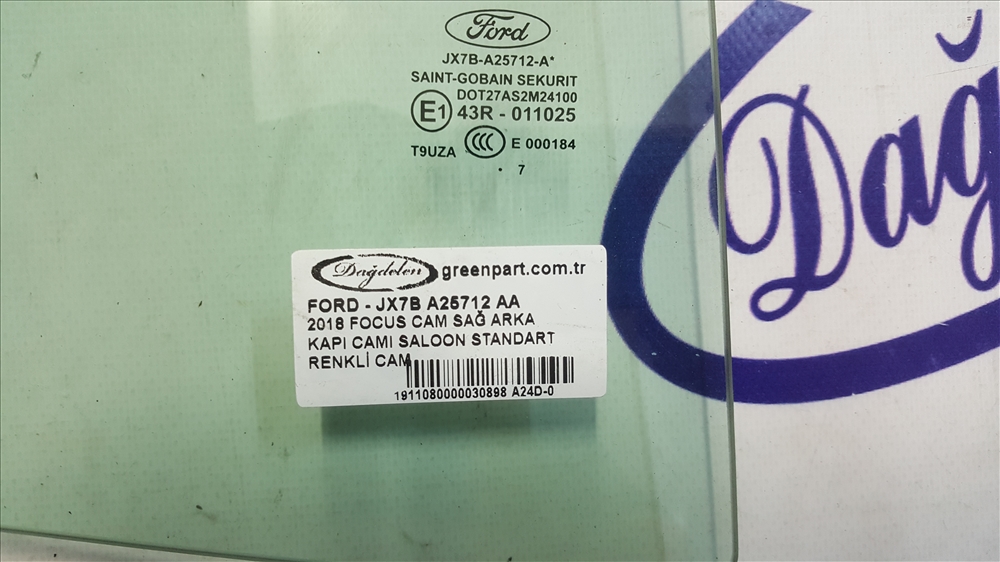 Ford
JX7B-A25712-A*
SAINT-GOBAIN SEKURIT
DOT27AS2M24100
E1 43R - 011025
T9UZA CCC E 000184
. 7
Dağ
Dağdelen greenpart.com.tr
FORD - JX7B A25712 AA
2018 FOCUS CAM SAĞ ARKA
KAPI CAMI SALOON STANDART
RENKLİ CAM
1911080000030898 A24D-0